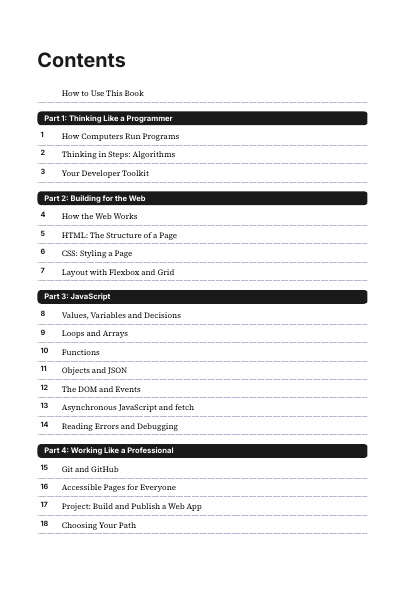 Contents
How to Use This Book
Part 1: Thinking Like a Programmer
1 How Computers Run Programs
2 Thinking in Steps: Algorithms
3 Your Developer Toolkit
Part 2: Building for the Web
4 How the Web Works
5 HTML: The Structure of a Page
6 CSS: Styling a Page
7 Layout with Flexbox and Grid
Part 3: JavaScript
8 Values, Variables and Decisions
9 Loops and Arrays
10 Functions
11 Objects and JSON
12 The DOM and Events
13 Asynchronous JavaScript and fetch
14 Reading Errors and Debugging
Part 4: Working Like a Professional
15 Git and GitHub
16 Accessible Pages for Everyone
17 Project: Build and Publish a Web App
18 Choosing Your Path